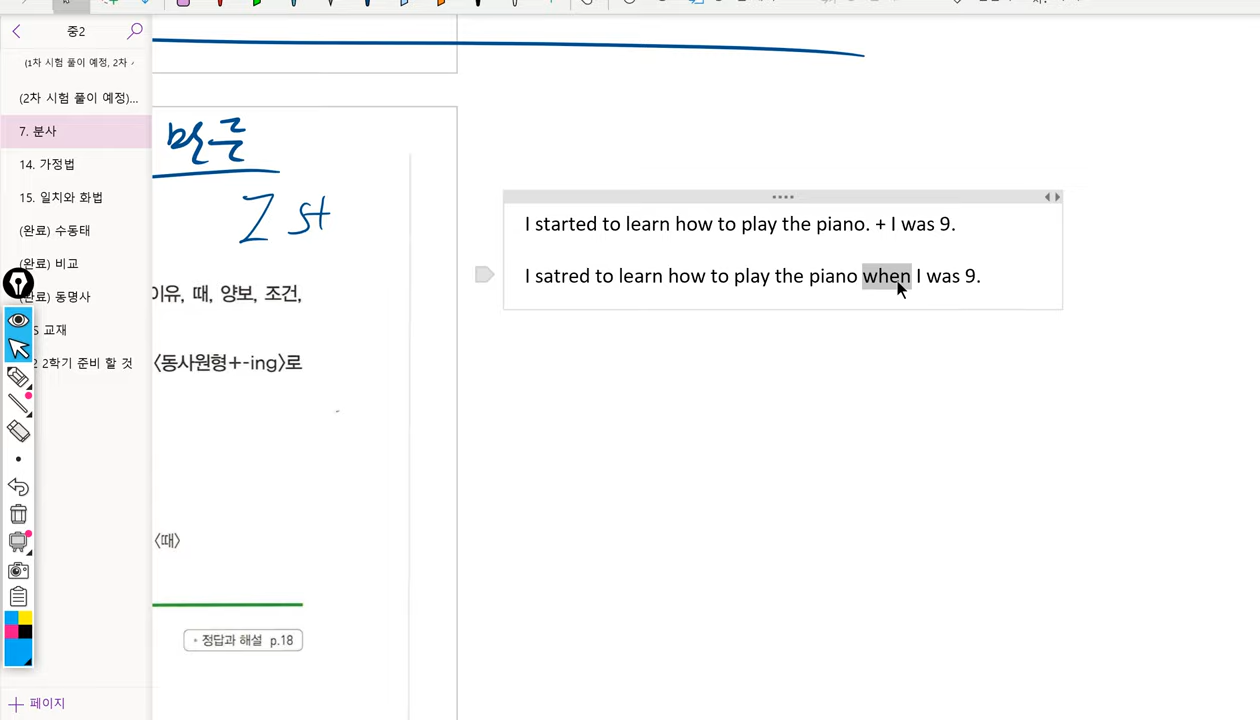 중2
(1차 시험 풀이 예정, 2차
(2차 시험 풀이 예정)...
7. 분사
14. 가정법
15. 일치와 화법
(완료) 수동태
(완료) 비교
완료) 동명사
S 교재
2 2학기 준비 할 것
페이지
I st
이유, 때, 양보, 조건,
〈동사원형+-ing〉로
〈때〉
• 정답과 해설 p.18
I started to learn how to play the piano. + I was 9.
I satred to learn how to play the piano when I was 9.